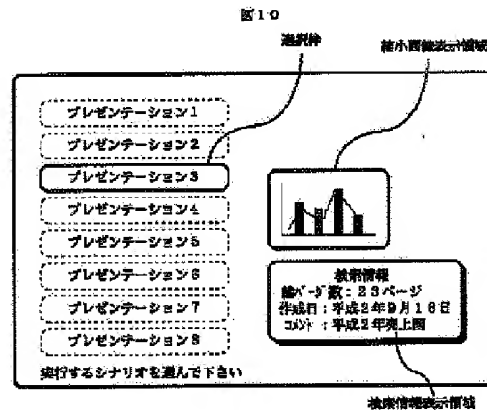 図10
選択枠
縮小画像表示領域
プレゼンテーション1
プレゼンテーション2
プレゼンテーション3
プレゼンテーション4
プレゼンテーション5
プレゼンテーション6
プレゼンテーション7
プレゼンテーション8
検索情報
総ページ数：23ページ
作成日：平成2年9月18日
コメント：平成2年売上図
実行するシナリオを選んで下さい
検索情報表示領域